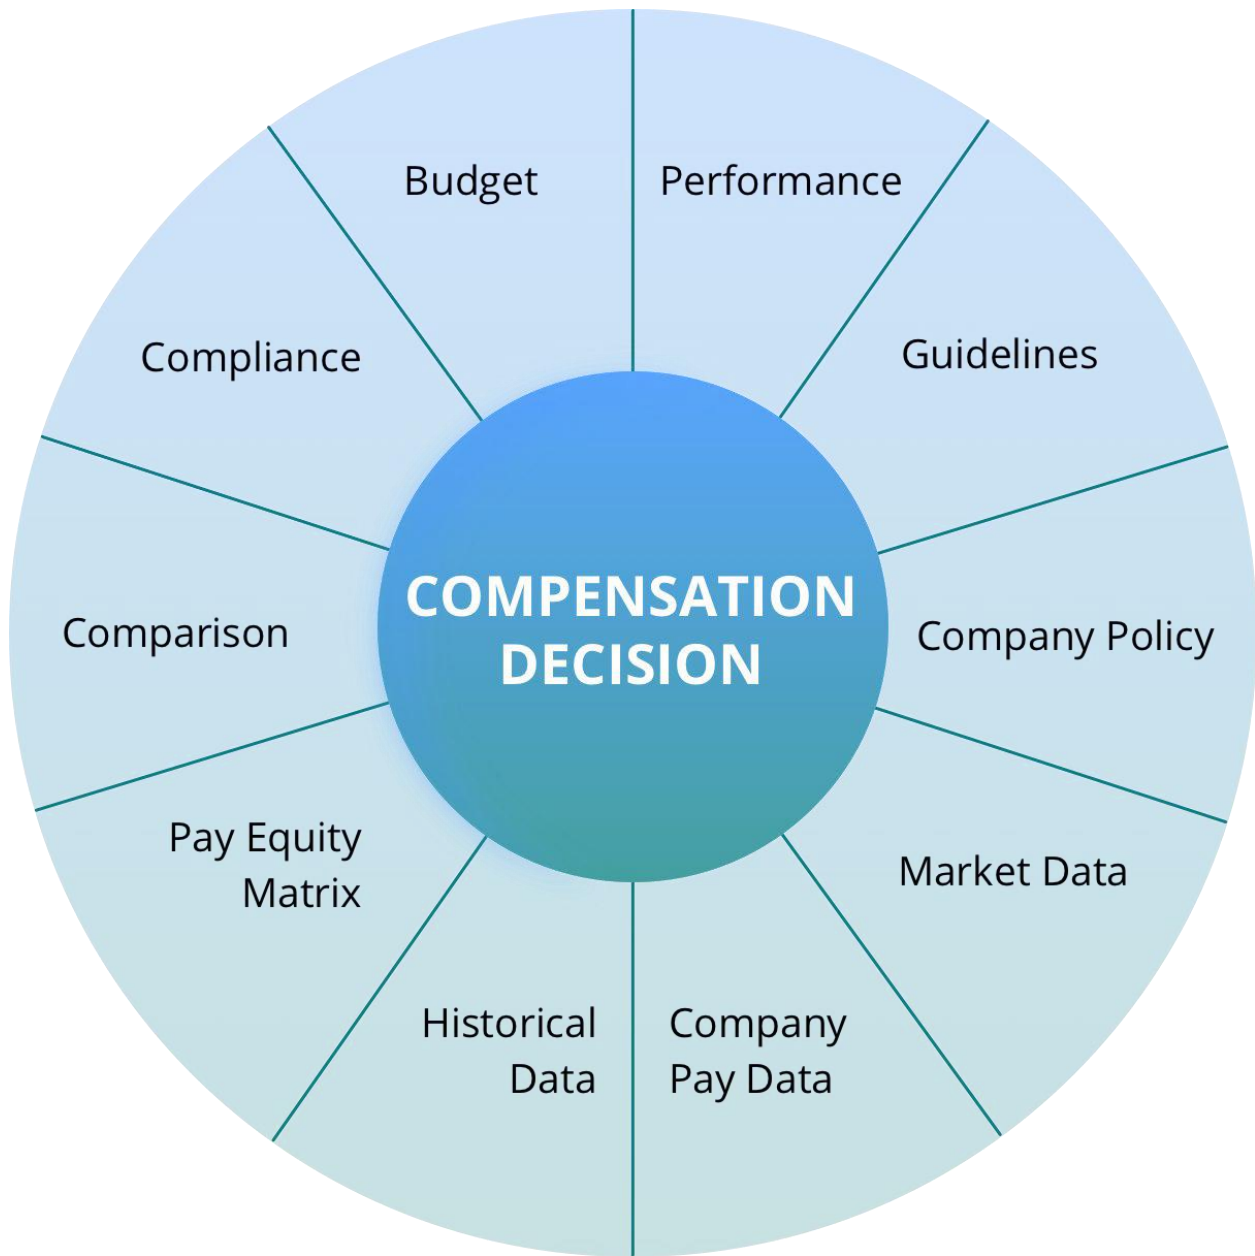 Budget
Performance
Compliance
Guidelines
COMPENSATION
DECISION
Comparison
Company Policy
Pay Equity
Matrix
Market Data
Historical
Data
Company
Pay Data